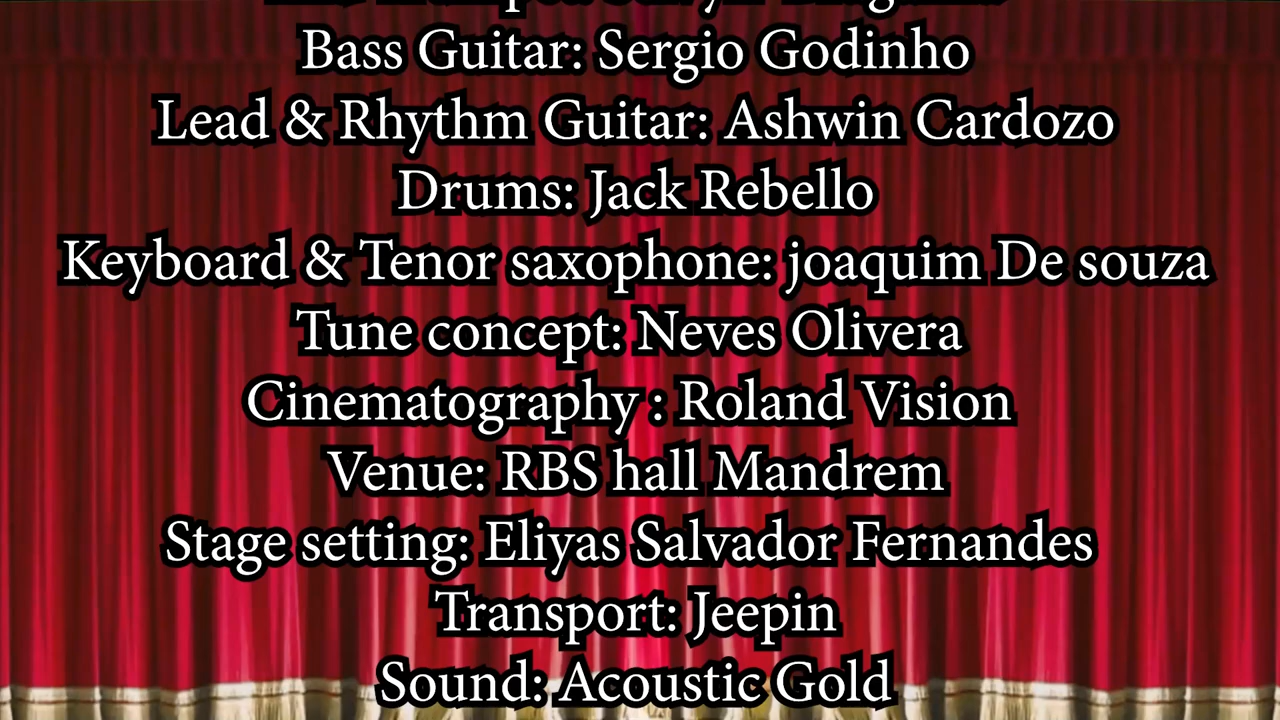 Bass Guitar: Sergio Godinho
Lead & Rhythm Guitar: Ashwin Cardozo
Drums: Jack Rebello
Keyboard & Tenor saxophone: joaquim De souza
Tune concept: Neves Olivera
Cinematography : Roland Vision
Venue: RBS hall Mandrem
Stage setting: Eliyas Salvador Fernandes
Transport: Jeepin
Sound: Acoustic Gold